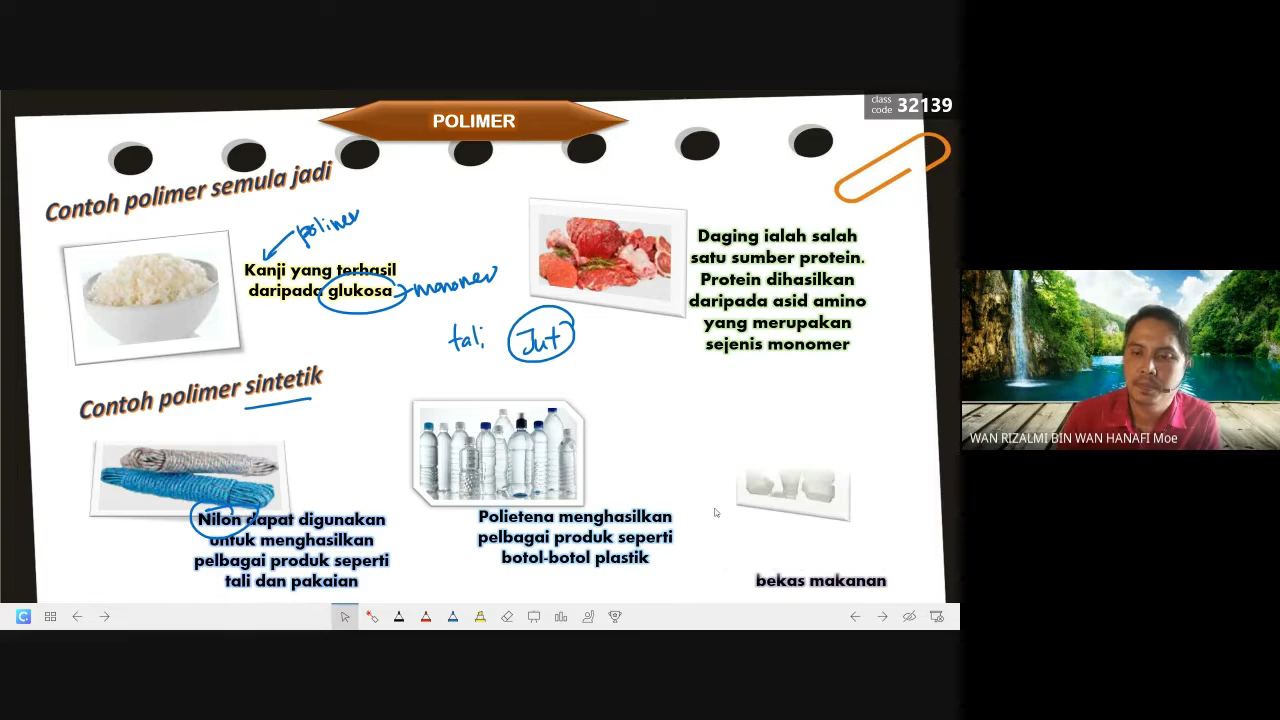 POLIMER
class
code 32139
Contoh polimer semula jadi
polimer
Kanji yang terhasil
daripada glukosa
monomer
Daging ialah salah
satu sumber protein.
Protein dihasilkan
daripada asid amino
yang merupakan
sejenis monomer
tali
Jut
Contoh polimer sintetik
Nilon dapat digunakan
untuk menghasilkan
pelbagai produk seperti
tali dan pakaian
Polietena menghasilkan
pelbagai produk seperti
botol-botol plastik
bekas makanan
WAN RIZALMI BIN WAN HANAFI Moe